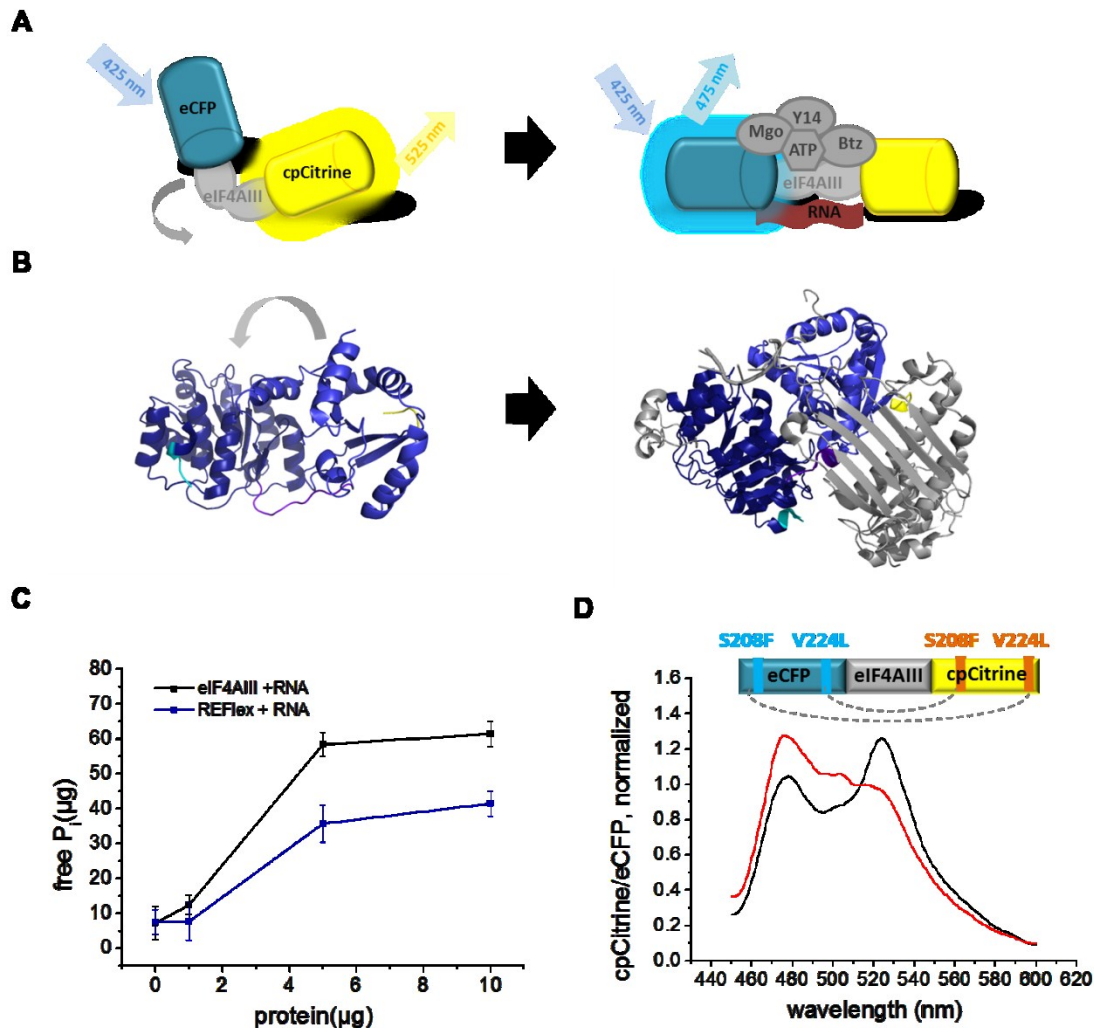 A
425 nm
eCFP
eIF4AIII
cpCitrine
525 nm
425 nm
475 nm
Mgo
Y14
ATP
Btz
eIF4AIII
RNA
B
C
free Pi(µg)
80
70
60
50
40
30
20
10
0
eIF4AIII +RNA
REFlex + RNA
0 2 4 6 8 10
protein(µg)
D
S208F V224L S208F V224L
eCFP eIF4AIII cpCitrine
cpCitrine/eCFP, normalized
1.6
1.4
1.2
1.0
0.8
0.6
0.4
0.2
0.0
440 460 480 500 520 540 560 580 600 620
wavelength (nm)